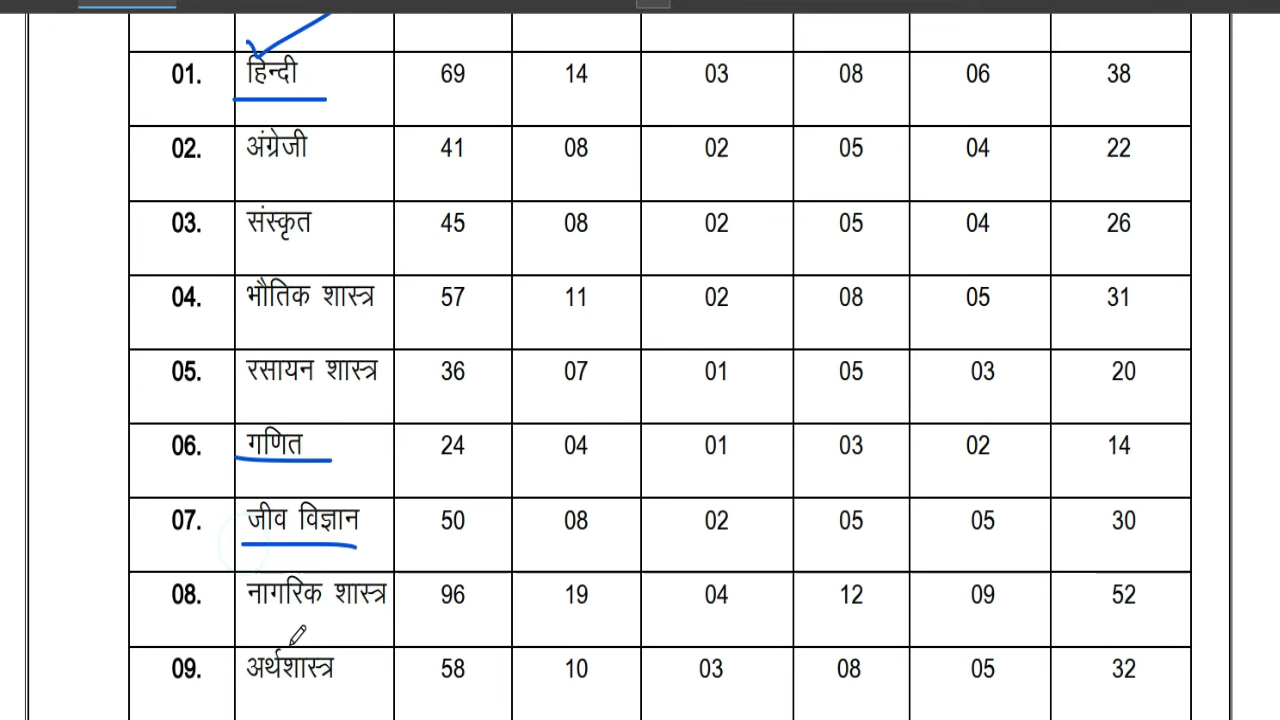 01. हिन्दी 69 14 03 08 06 38
02. अंग्रेजी 41 08 02 05 04 22
03. संस्कृत 45 08 02 05 04 26
04. भौतिक शास्त्र 57 11 02 08 05 31
05. रसायन शास्त्र 36 07 01 05 03 20
06. गणित 24 04 01 03 02 14
07. जीव विज्ञान 50 08 02 05 05 30
08. नागरिक शास्त्र 96 19 04 12 09 52
09. अर्थशास्त्र 58 10 03 08 05 32